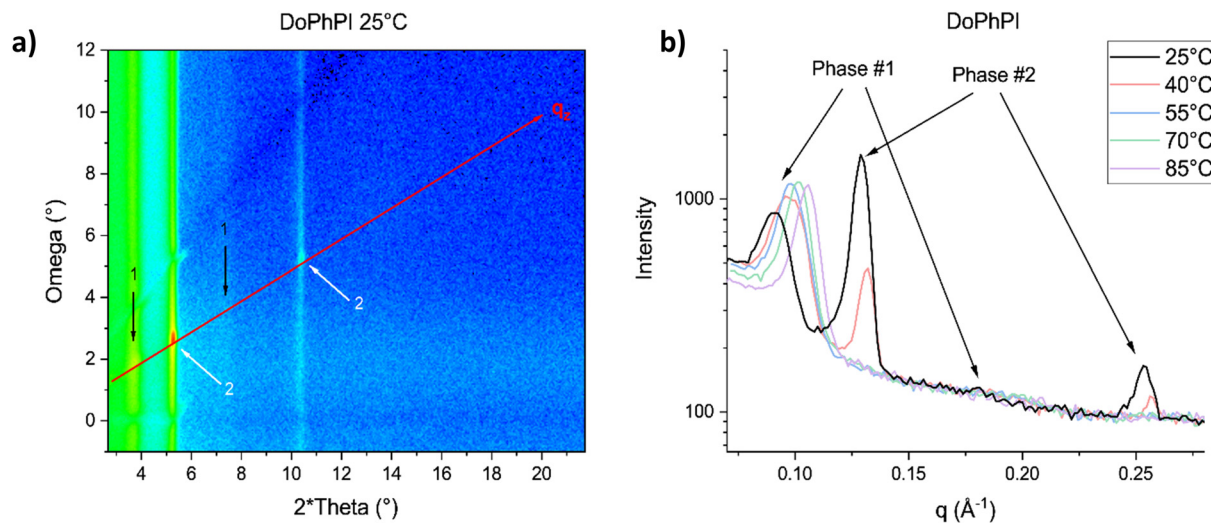 a)
DoPhPI 25°C
12
10
8
6
4
2
0
Omega (°)
4
6
8
10
12
14
16
18
20
2*Theta (°)
1
1
2
2
qz
b)
DoPhPI
Phase #1
Phase #2
25°C
40°C
55°C
70°C
85°C
1000
100
Intensity
0.10
0.15
0.20
0.25
q (Å⁻¹)